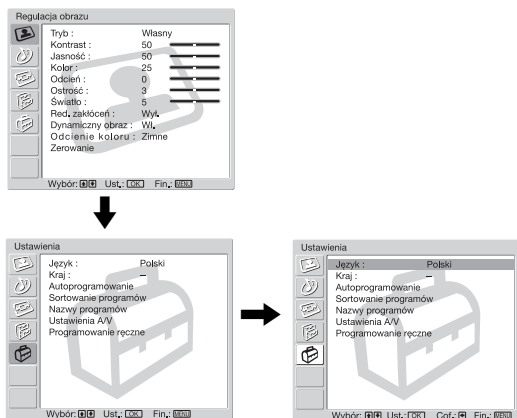 Regulacja obrazu
Tryb : Własny
Kontrast : 50
Jasność : 50
Kolor : 25
Odcień : 0
Ostrość : 3
Światło : 5
Red. zakłóceń : Wył.
Dynamiczny obraz : Wł.
Odcienie koloru : Zimne
Zerowanie
Wybór: Ust.: OK Fin.: MENU
Ustawienia
Język : Polski
Kraj : –
Autoprogramowanie
Sortowanie programów
Nazwy programów
Ustawienia A/V
Programowanie ręczne
Wybór: Ust.: OK Fin.: MENU
Ustawienia
Język : Polski
Kraj : –
Autoprogramowanie
Sortowanie programów
Nazwy programów
Ustawienia A/V
Programowanie ręczne
Wybór: Ust.: OK Cof.: Fin.: MENU